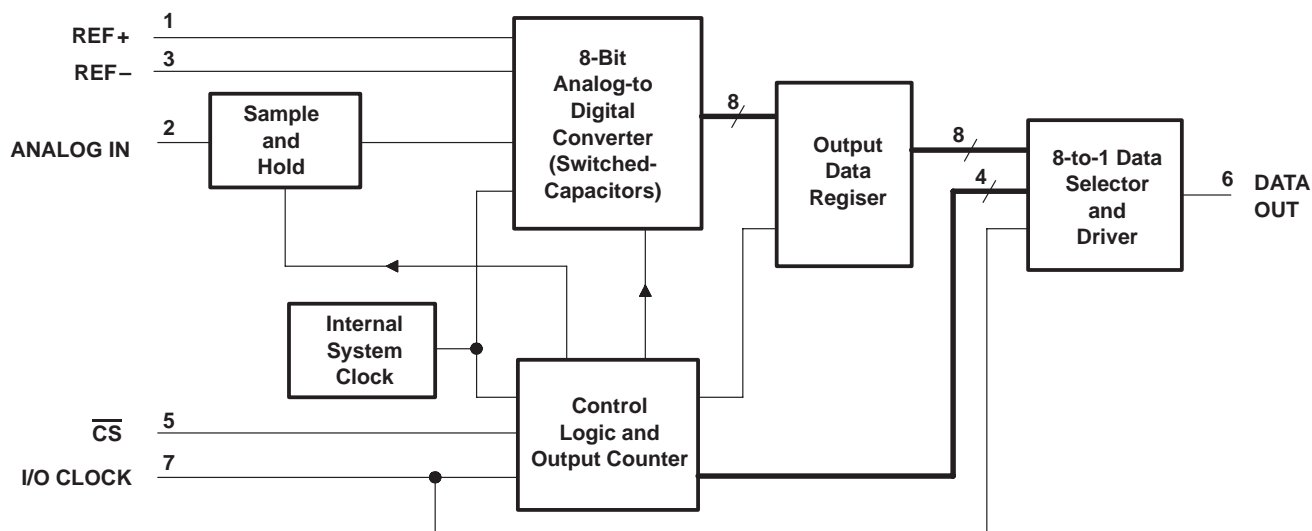 REF+
1
REF–
3
ANALOG IN
2
Sample
and
Hold
8-Bit
Analog-to
Digital
Converter
(Switched-
Capacitors)
8
Output
Data
Regiser
8
4
8-to-1 Data
Selector
and
Driver
6
DATA
OUT
Internal
System
Clock
Control
Logic and
Output Counter
CS
5
I/O CLOCK
7